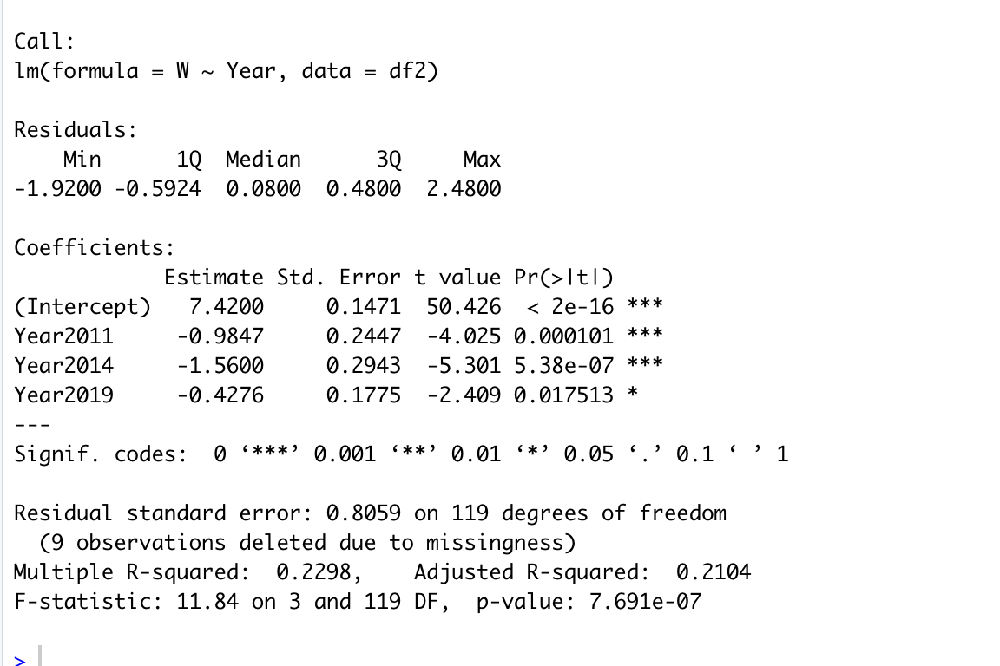 Call:
lm(formula = W ~ Year, data = df2)
Residuals:
Min 1Q Median 3Q Max
-1.9200 -0.5924 0.0800 0.4800 2.4800
Coefficients:
Estimate Std. Error t value Pr(>|t|)
(Intercept) 7.4200 0.1471 50.426 < 2e-16 ***
Year2011 -0.9847 0.2447 -4.025 0.000101 ***
Year2014 -1.5600 0.2943 -5.301 5.38e-07 ***
Year2019 -0.4276 0.1775 -2.409 0.017513 *
---
Signif. codes: 0 ‘***’ 0.001 ‘**’ 0.01 ‘*’ 0.05 ‘.’ 0.1 ‘ ’ 1
Residual standard error: 0.8059 on 119 degrees of freedom
(9 observations deleted due to missingness)
Multiple R-squared: 0.2298, Adjusted R-squared: 0.2104
F-statistic: 11.84 on 3 and 119 DF, p-value: 7.691e-07
>